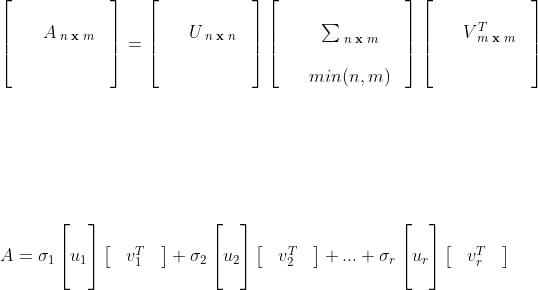 [ A n x m ] = [ U n x n ] [ ∑ n x m ] [ V^T m x m ]
min(n, m)
A = σ₁ [u₁] [ v₁^T ] + σ₂ [u₂] [ v₂^T ] + ... + σᵣ [uᵣ] [ vᵣ^T ]